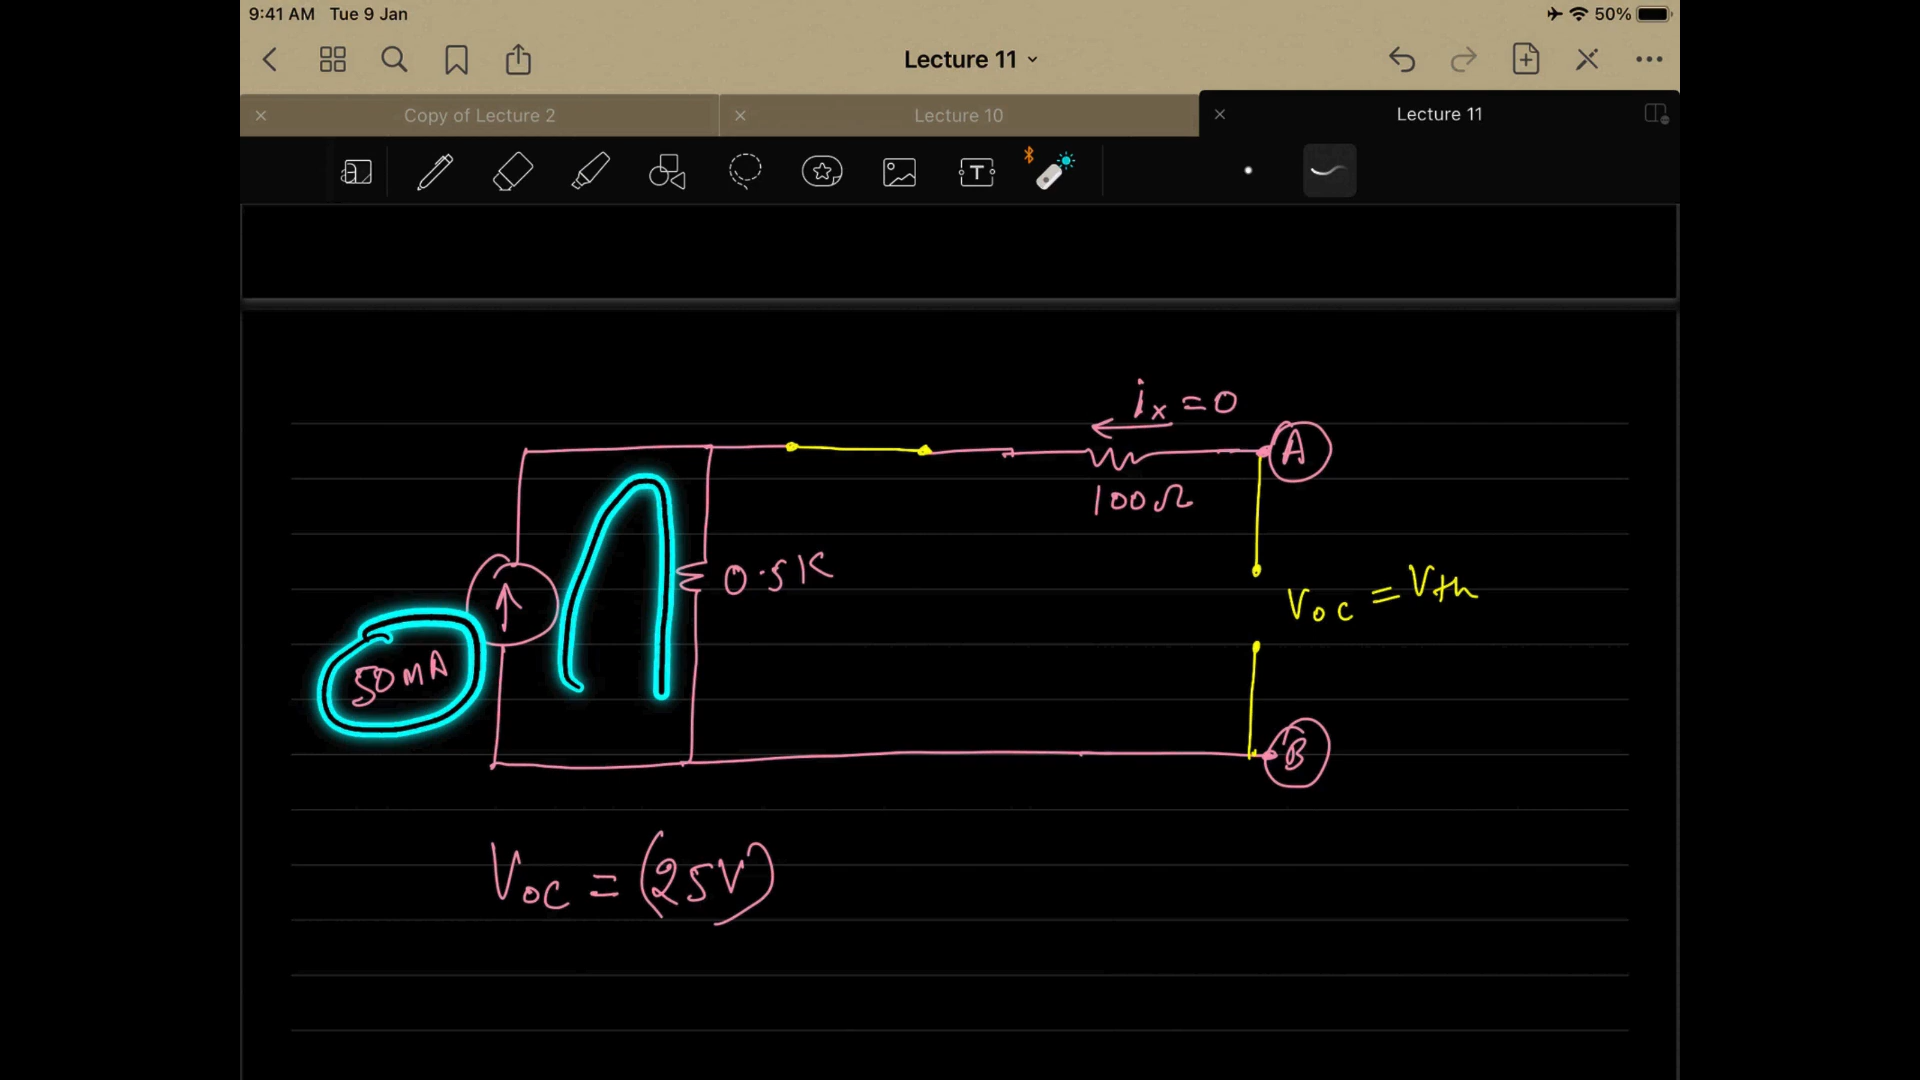 9:41 AM Tue 9 Jan
50%
Lecture 11
Copy of Lecture 2
Lecture 10
Lecture 11
T
ix = 0
A
100Ω
0.5K
Voc = Vth
50mA
B
Voc = (25V)